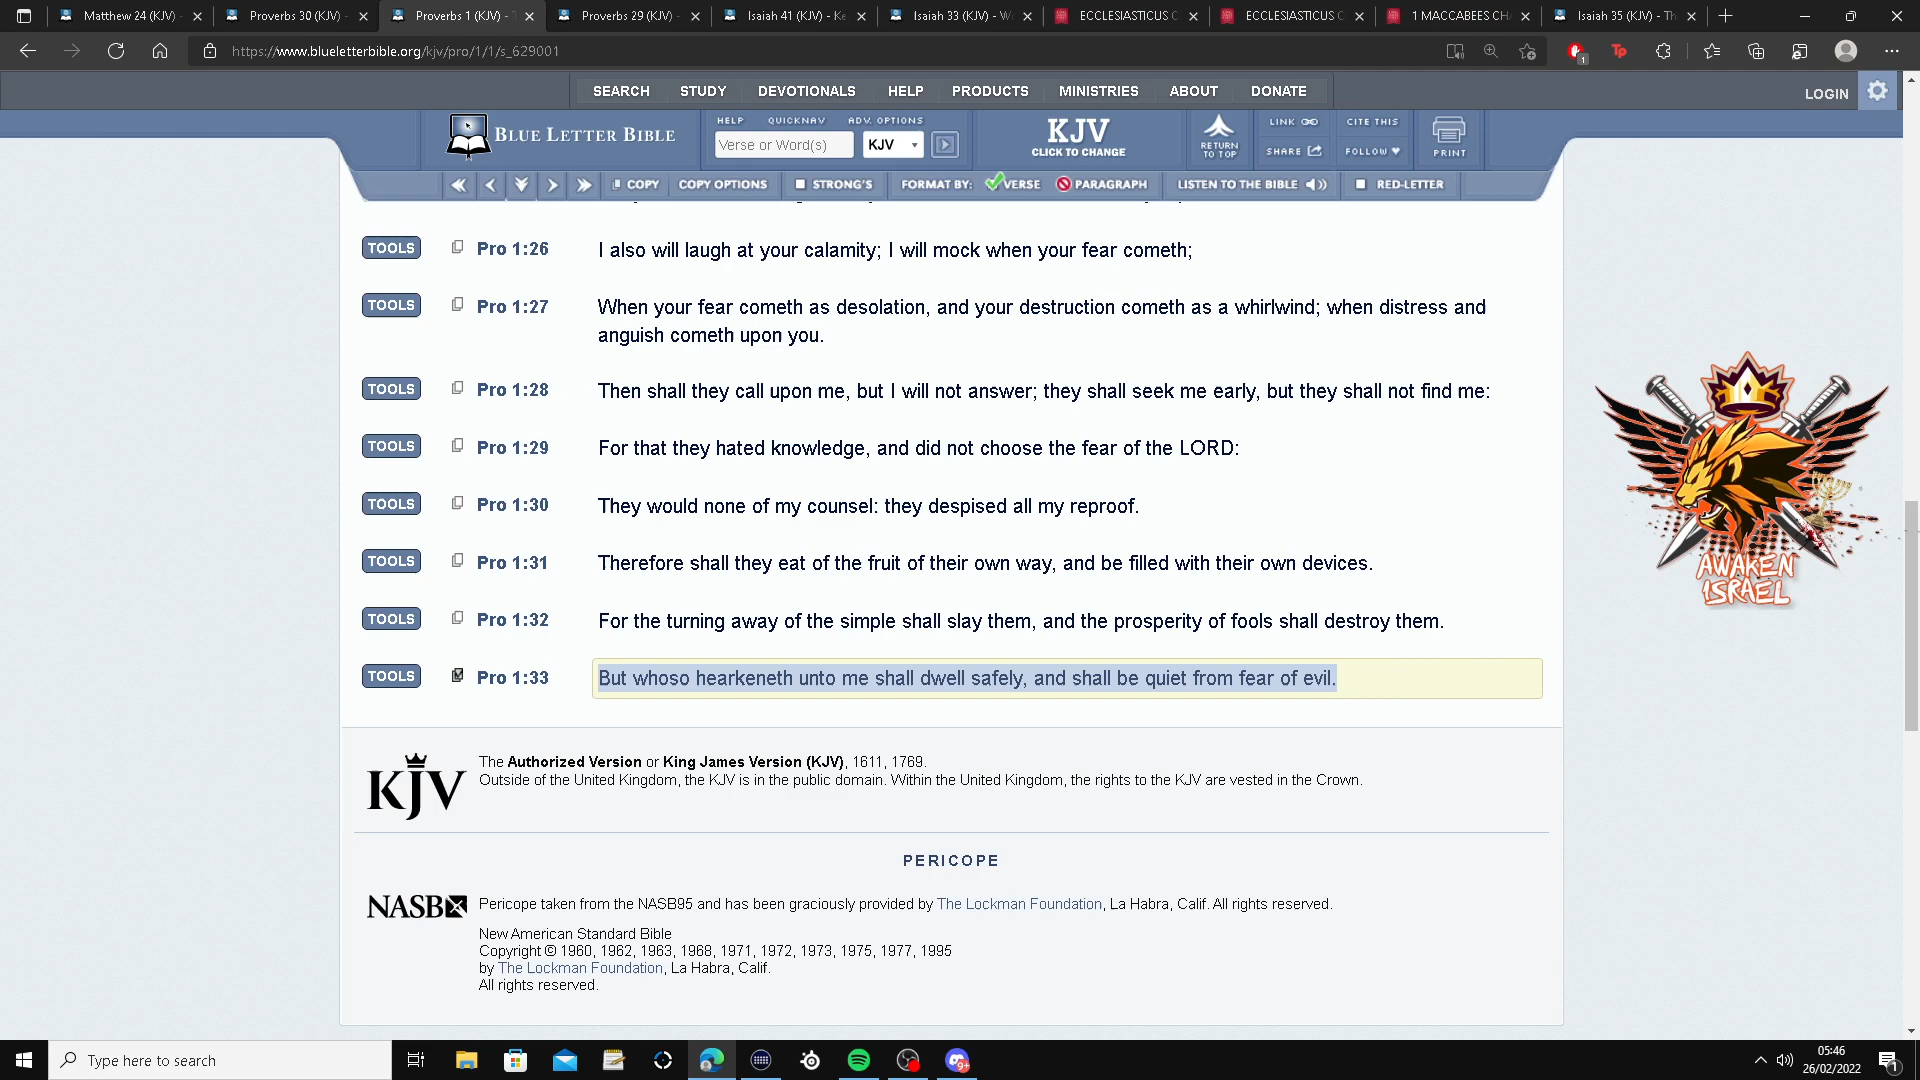 Matthew 24 (KJV) -
Proverbs 30 (KJV) -
Proverbs 1 (KJV) - T
Proverbs 29 (KJV) -
Isaiah 41 (KJV) - Ke
Isaiah 33 (KJV) - Wo
ECCLESIASTICUS C
ECCLESIASTICUS C
1 MACCABEES CHA
Isaiah 35 (KJV) - Th
https://www.blueletterbible.org/kjv/pro/1/1/s_629001
1
SEARCH STUDY DEVOTIONALS HELP PRODUCTS MINISTRIES ABOUT DONATE
LOGIN
BLUE LETTER BIBLE
HELP QUICKNAV ADV. OPTIONS
Verse or Word(s) KJV
KJV
CLICK TO CHANGE
RETURN
TO TOP
LINK CITE THIS
SHARE FOLLOW
PRINT
COPY COPY OPTIONS STRONG'S FORMAT BY: VERSE PARAGRAPH LISTEN TO THE BIBLE RED-LETTER
TOOLS Pro 1:26 I also will laugh at your calamity; I will mock when your fear cometh;
TOOLS Pro 1:27 When your fear cometh as desolation, and your destruction cometh as a whirlwind; when distress and
anguish cometh upon you.
TOOLS Pro 1:28 Then shall they call upon me, but I will not answer; they shall seek me early, but they shall not find me:
TOOLS Pro 1:29 For that they hated knowledge, and did not choose the fear of the LORD:
TOOLS Pro 1:30 They would none of my counsel: they despised all my reproof.
TOOLS Pro 1:31 Therefore shall they eat of the fruit of their own way, and be filled with their own devices.
TOOLS Pro 1:32 For the turning away of the simple shall slay them, and the prosperity of fools shall destroy them.
TOOLS Pro 1:33 But whoso hearkeneth unto me shall dwell safely, and shall be quiet from fear of evil.
AWAKEN
ISRAEL
KJV
The Authorized Version or King James Version (KJV), 1611, 1769.
Outside of the United Kingdom, the KJV is in the public domain. Within the United Kingdom, the rights to the KJV are vested in the Crown.
PERICOPE
NASB
Pericope taken from the NASB95 and has been graciously provided by The Lockman Foundation, La Habra, Calif. All rights reserved.
New American Standard Bible
Copyright © 1960, 1962, 1963, 1968, 1971, 1972, 1973, 1975, 1977, 1995
by The Lockman Foundation, La Habra, Calif.
All rights reserved.
Type here to search
9+
05:46
26/02/2022
1